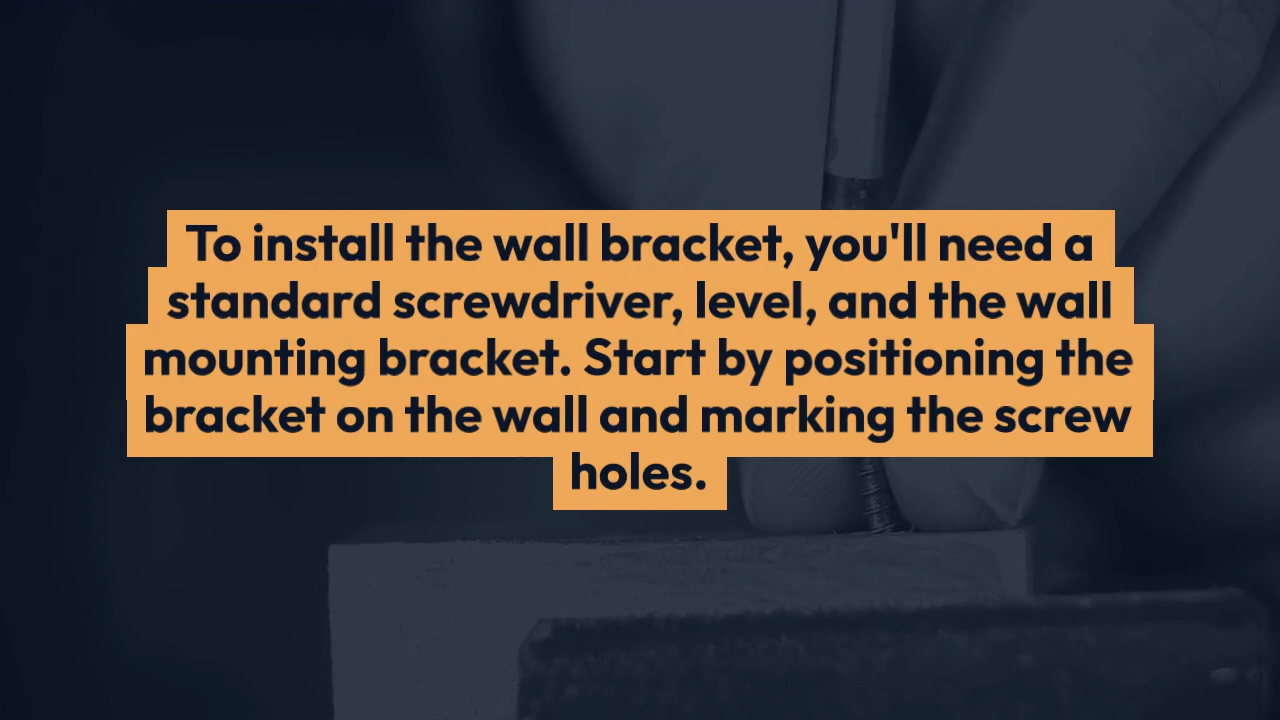 To install the wall bracket, you'll need a
standard screwdriver, level, and the wall
mounting bracket. Start by positioning the
bracket on the wall and marking the screw
holes.